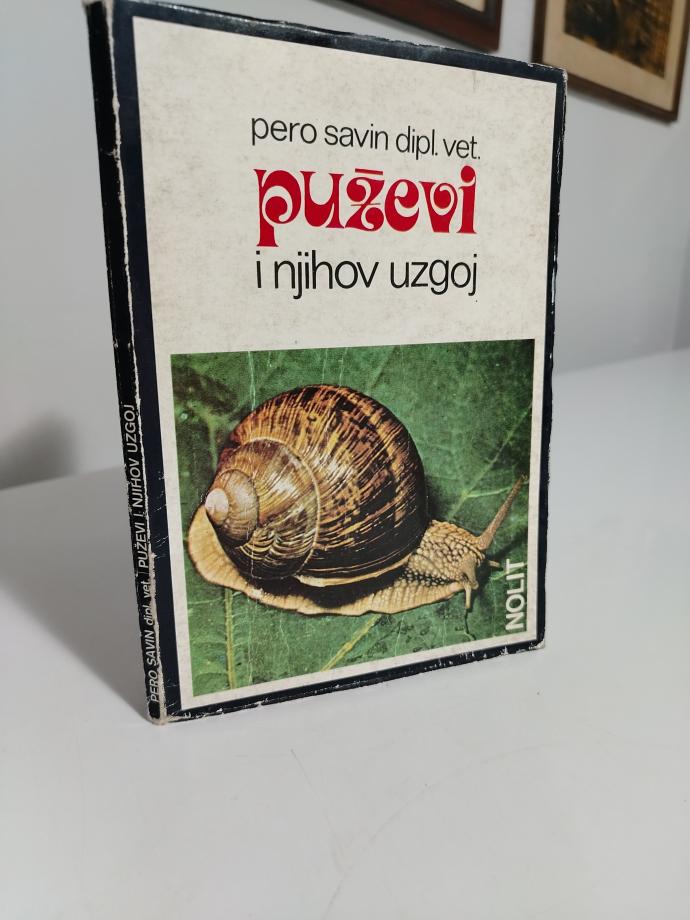 pero savin dipl. vet.
puževi
i njihov uzgoj
NOLIT
PERO SAVIN dipl. vet. PUŽEVI I NJIHOV UZGOJ